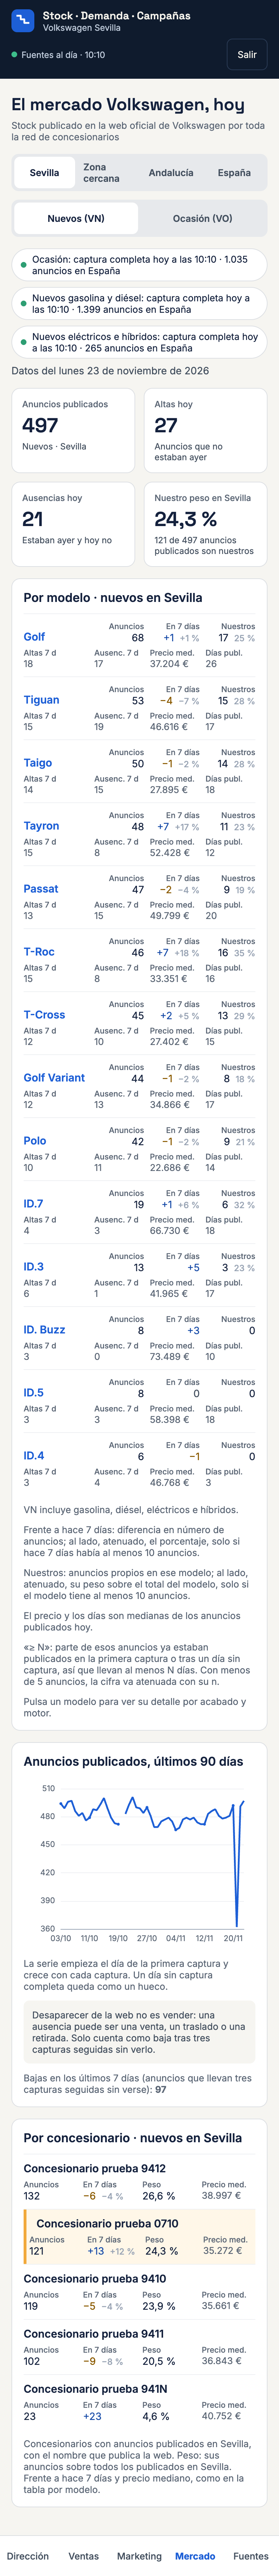 Stock · Demanda · Campañas
Volkswagen Sevilla
Fuentes al día · 10:10
Salir
El mercado Volkswagen, hoy
Stock publicado en la web oficial de Volkswagen por toda
la red de concesionarios
Sevilla
Zona
cercana
Andalucía
España
Nuevos (VN)
Ocasión (VO)
Ocasión: captura completa hoy a las 10:10 · 1.035
anuncios en España
Nuevos gasolina y diésel: captura completa hoy a
las 10:10 · 1.399 anuncios en España
Nuevos eléctricos e híbridos: captura completa hoy
a las 10:10 · 265 anuncios en España
Datos del lunes 23 de noviembre de 2026
Anuncios publicados
497
Nuevos · Sevilla
Altas hoy
27
Anuncios que no
estaban ayer
Ausencias hoy
21
Estaban ayer y hoy no
Nuestro peso en Sevilla
24,3 %
121 de 497 anuncios
publicados son nuestros
Por modelo · nuevos en Sevilla
Anuncios En 7 días Nuestros
Golf 68 +1 +1 % 17 25 %
Altas 7 d Ausenc. 7 d Precio med. Días publ.
18 17 37.204 € 26
Anuncios En 7 días Nuestros
Tiguan 53 −4 −7 % 15 28 %
Altas 7 d Ausenc. 7 d Precio med. Días publ.
15 19 46.616 € 17
Anuncios En 7 días Nuestros
Taigo 50 −1 −2 % 14 28 %
Altas 7 d Ausenc. 7 d Precio med. Días publ.
14 15 27.895 € 18
Anuncios En 7 días Nuestros
Tayron 48 +7 +17 % 11 23 %
Altas 7 d Ausenc. 7 d Precio med. Días publ.
15 8 52.428 € 12
Anuncios En 7 días Nuestros
Passat 47 −2 −4 % 9 19 %
Altas 7 d Ausenc. 7 d Precio med. Días publ.
13 15 49.799 € 20
Anuncios En 7 días Nuestros
T-Roc 46 +7 +18 % 16 35 %
Altas 7 d Ausenc. 7 d Precio med. Días publ.
15 8 33.351 € 16
Anuncios En 7 días Nuestros
T-Cross 45 +2 +5 % 13 29 %
Altas 7 d Ausenc. 7 d Precio med. Días publ.
12 10 27.402 € 15
Anuncios En 7 días Nuestros
Golf Variant 44 −1 −2 % 8 18 %
Altas 7 d Ausenc. 7 d Precio med. Días publ.
12 13 34.866 € 17
Anuncios En 7 días Nuestros
Polo 42 −1 −2 % 9 21 %
Altas 7 d Ausenc. 7 d Precio med. Días publ.
10 11 22.686 € 14
Anuncios En 7 días Nuestros
ID.7 19 +1 +6 % 6 32 %
Altas 7 d Ausenc. 7 d Precio med. Días publ.
4 3 66.730 € 18
Anuncios En 7 días Nuestros
ID.3 13 +5 3 23 %
Altas 7 d Ausenc. 7 d Precio med. Días publ.
6 1 41.965 € 17
Anuncios En 7 días Nuestros
ID. Buzz 8 +3 0
Altas 7 d Ausenc. 7 d Precio med. Días publ.
3 0 73.489 € 10
Anuncios En 7 días Nuestros
ID.5 8 0 0
Altas 7 d Ausenc. 7 d Precio med. Días publ.
3 3 58.398 € 18
Anuncios En 7 días Nuestros
ID.4 6 −1 0
Altas 7 d Ausenc. 7 d Precio med. Días publ.
3 4 46.768 € 3
VN incluye gasolina, diésel, eléctricos e híbridos.
Frente a hace 7 días: diferencia en número de
anuncios; al lado, atenuado, el porcentaje, solo si
hace 7 días había al menos 10 anuncios.
Nuestros: anuncios propios en ese modelo; al lado,
atenuado, su peso sobre el total del modelo, solo si
el modelo tiene al menos 10 anuncios.
El precio y los días son medianas de los anuncios
publicados hoy.
«≥ N»: parte de esos anuncios ya estaban
publicados en la primera captura o tras un día sin
captura, así que llevan al menos N días. Con menos
de 5 anuncios, la cifra va atenuada con su n.
Pulsa un modelo para ver su detalle por acabado y
motor.
Anuncios publicados, últimos 90 días
510
480
450
420
390
360
03/10 11/10 19/10 27/10 04/11 12/11 20/11
La serie empieza el día de la primera captura y
crece con cada captura. Un día sin captura
completa queda como un hueco.
Desaparecer de la web no es vender: una
ausencia puede ser una venta, un traslado o una
retirada. Solo cuenta como baja tras tres
capturas seguidas sin verlo.
Bajas en los últimos 7 días (anuncios que llevan tres
capturas seguidas sin verse): 97
Por concesionario · nuevos en Sevilla
Concesionario prueba 9412
Anuncios En 7 días Peso Precio med.
132 −6 −4 % 26,6 % 38.997 €
Concesionario prueba 0710
Anuncios En 7 días Peso Precio med.
121 +13 +12 % 24,3 % 35.272 €
Concesionario prueba 9410
Anuncios En 7 días Peso Precio med.
119 −5 −4 % 23,9 % 35.661 €
Concesionario prueba 9411
Anuncios En 7 días Peso Precio med.
102 −9 −8 % 20,5 % 36.843 €
Concesionario prueba 941N
Anuncios En 7 días Peso Precio med.
23 +23 4,6 % 40.752 €
Concesionarios con anuncios publicados en Sevilla,
con el nombre que publica la web. Peso: sus
anuncios sobre todos los publicados en Sevilla.
Frente a hace 7 días y precio mediano, como en la
tabla por modelo.
Dirección Ventas Marketing Mercado Fuentes